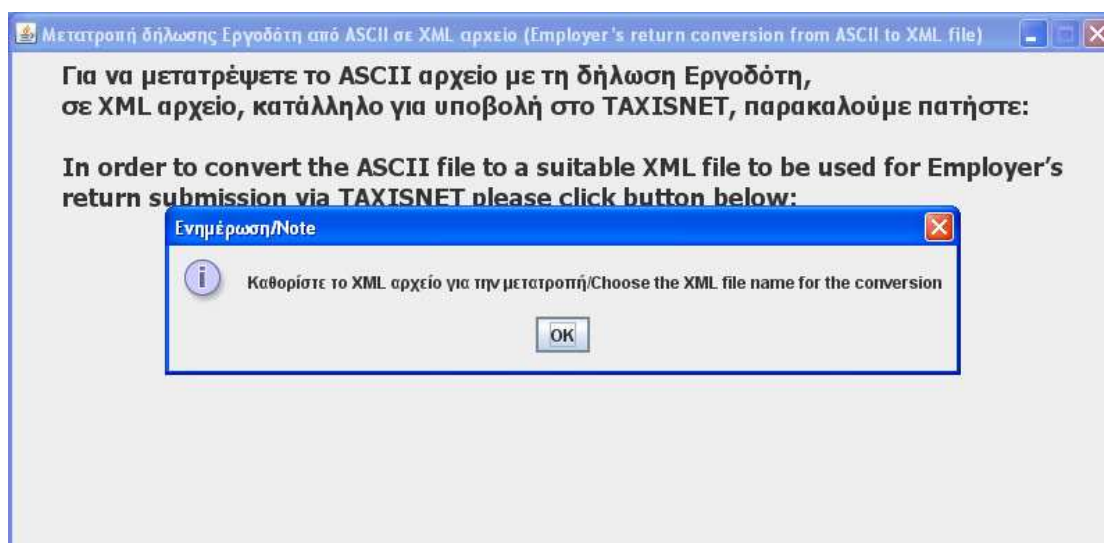 Μετατροπή δήλωσης Εργοδότη από ASCII σε XML αρχείο (Employer's return conversion from ASCII to XML file)
Για να μετατρέψετε το ASCII αρχείο με τη δήλωση Εργοδότη,
σε XML αρχείο, κατάλληλο για υποβολή στο TAXISNET, παρακαλούμε πατήστε:
In order to convert the ASCII file to a suitable XML file to be used for Employer’s
return submission via TAXISNET please click button below:
Ενημέρωση/Note
Καθορίστε το XML αρχείο για την μετατροπή/Choose the XML file name for the conversion
OK